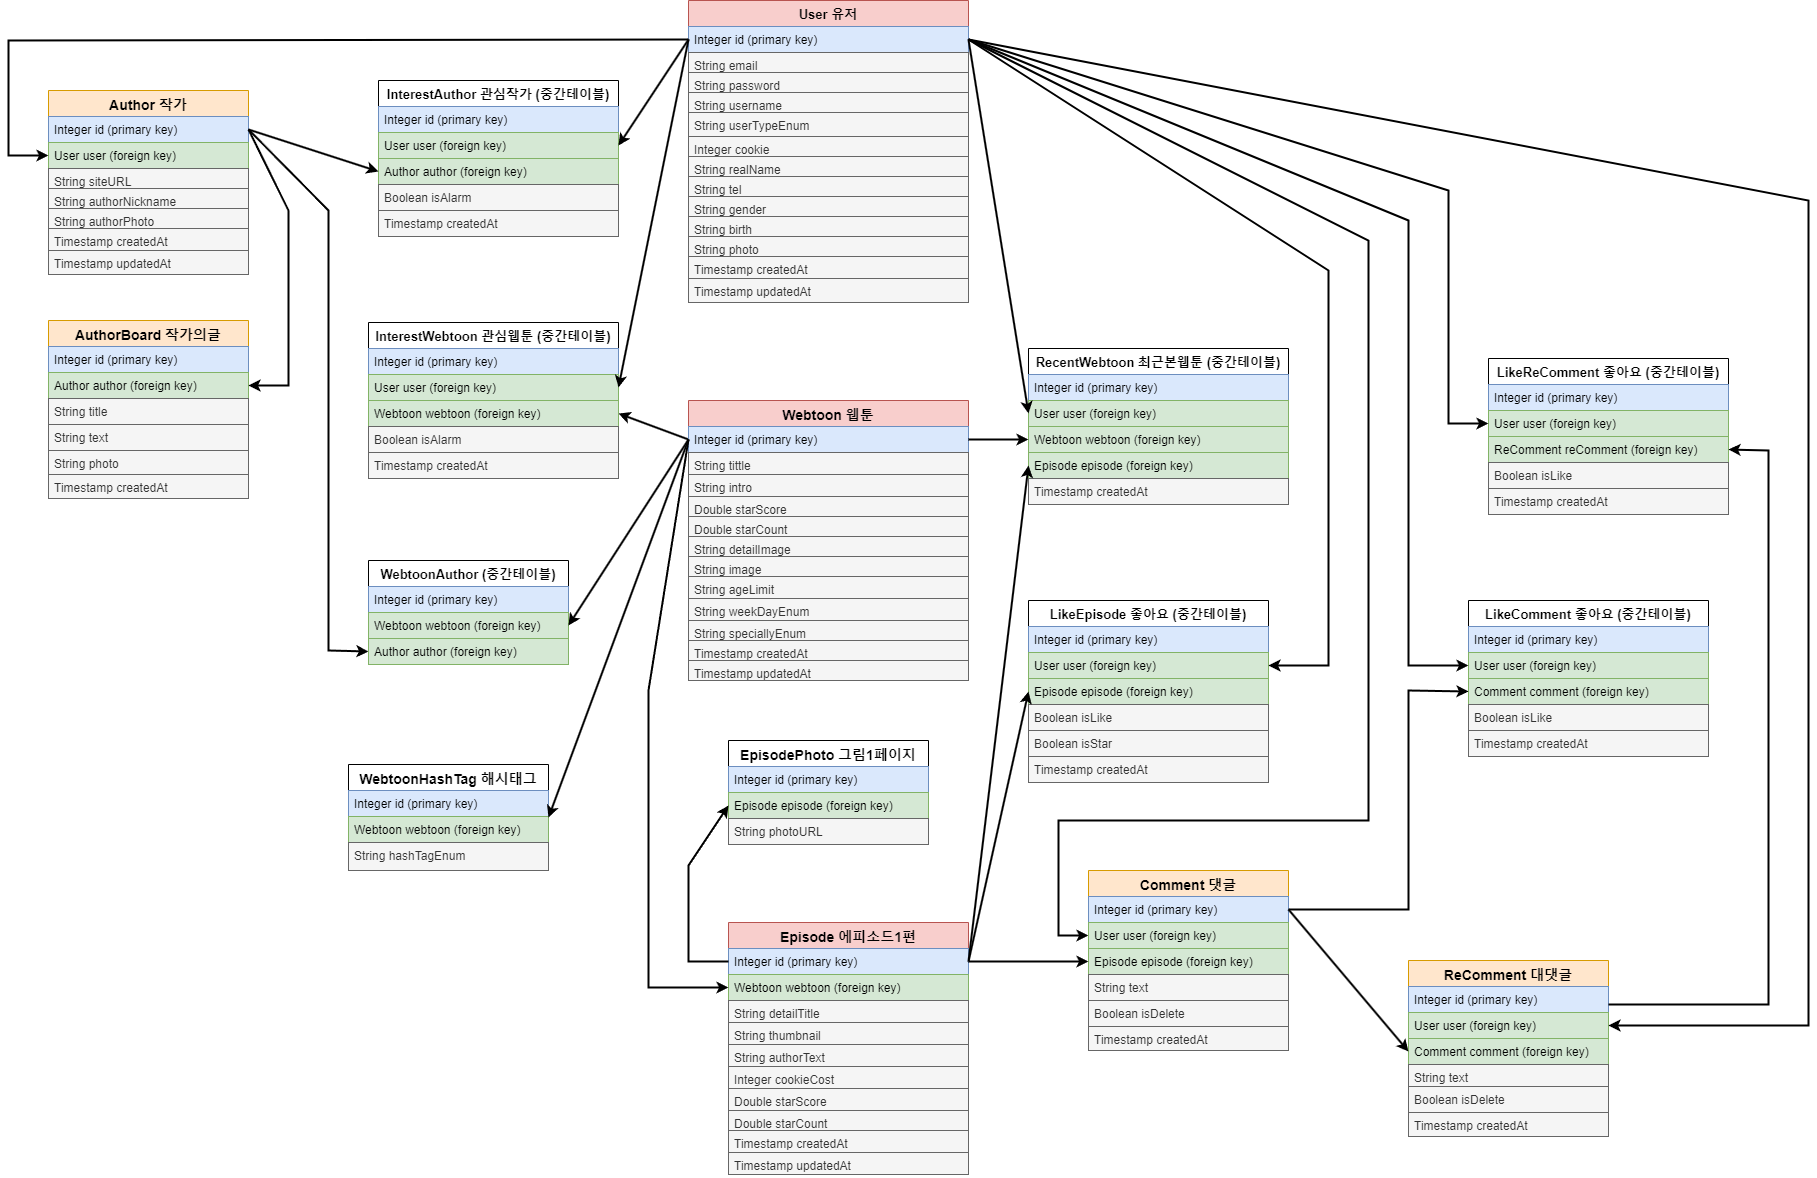 User 유저
Integer id (primary key)
String email
String password
String username
String userTypeEnum
Integer cookie
String realName
String tel
String gender
String birth
String photo
Timestamp createdAt
Timestamp updatedAt
Author 작가
Integer id (primary key)
User user (foreign key)
String siteURL
String authorNickname
String authorPhoto
Timestamp createdAt
Timestamp updatedAt
InterestAuthor 관심작가 (중간테이블)
Integer id (primary key)
User user (foreign key)
Author author (foreign key)
Boolean isAlarm
Timestamp createdAt
AuthorBoard 작가의글
Integer id (primary key)
Author author (foreign key)
String title
String text
String photo
Timestamp createdAt
InterestWebtoon 관심웹툰 (중간테이블)
Integer id (primary key)
User user (foreign key)
Webtoon webtoon (foreign key)
Boolean isAlarm
Timestamp createdAt
Webtoon 웹툰
Integer id (primary key)
String tittle
String intro
Double starScore
Double starCount
String detailImage
String image
String ageLimit
String weekDayEnum
String speciallyEnum
Timestamp createdAt
Timestamp updatedAt
RecentWebtoon 최근본웹툰 (중간테이블)
Integer id (primary key)
User user (foreign key)
Webtoon webtoon (foreign key)
Episode episode (foreign key)
Timestamp createdAt
LikeReComment 좋아요 (중간테이블)
Integer id (primary key)
User user (foreign key)
ReComment reComment (foreign key)
Boolean isLike
Timestamp createdAt
WebtoonAuthor (중간테이블)
Integer id (primary key)
Webtoon webtoon (foreign key)
Author author (foreign key)
LikeEpisode 좋아요 (중간테이블)
Integer id (primary key)
User user (foreign key)
Episode episode (foreign key)
Boolean isLike
Boolean isStar
Timestamp createdAt
LikeComment 좋아요 (중간테이블)
Integer id (primary key)
User user (foreign key)
Comment comment (foreign key)
Boolean isLike
Timestamp createdAt
WebtoonHashTag 해시태그
Integer id (primary key)
Webtoon webtoon (foreign key)
String hashTagEnum
EpisodePhoto 그림1페이지
Integer id (primary key)
Episode episode (foreign key)
String photoURL
Episode 에피소드1편
Integer id (primary key)
Webtoon webtoon (foreign key)
String detailTitle
String thumbnail
String authorText
Integer cookieCost
Double starScore
Double starCount
Timestamp createdAt
Timestamp updatedAt
Comment 댓글
Integer id (primary key)
User user (foreign key)
Episode episode (foreign key)
String text
Boolean isDelete
Timestamp createdAt
ReComment 대댓글
Integer id (primary key)
User user (foreign key)
Comment comment (foreign key)
String text
Boolean isDelete
Timestamp createdAt